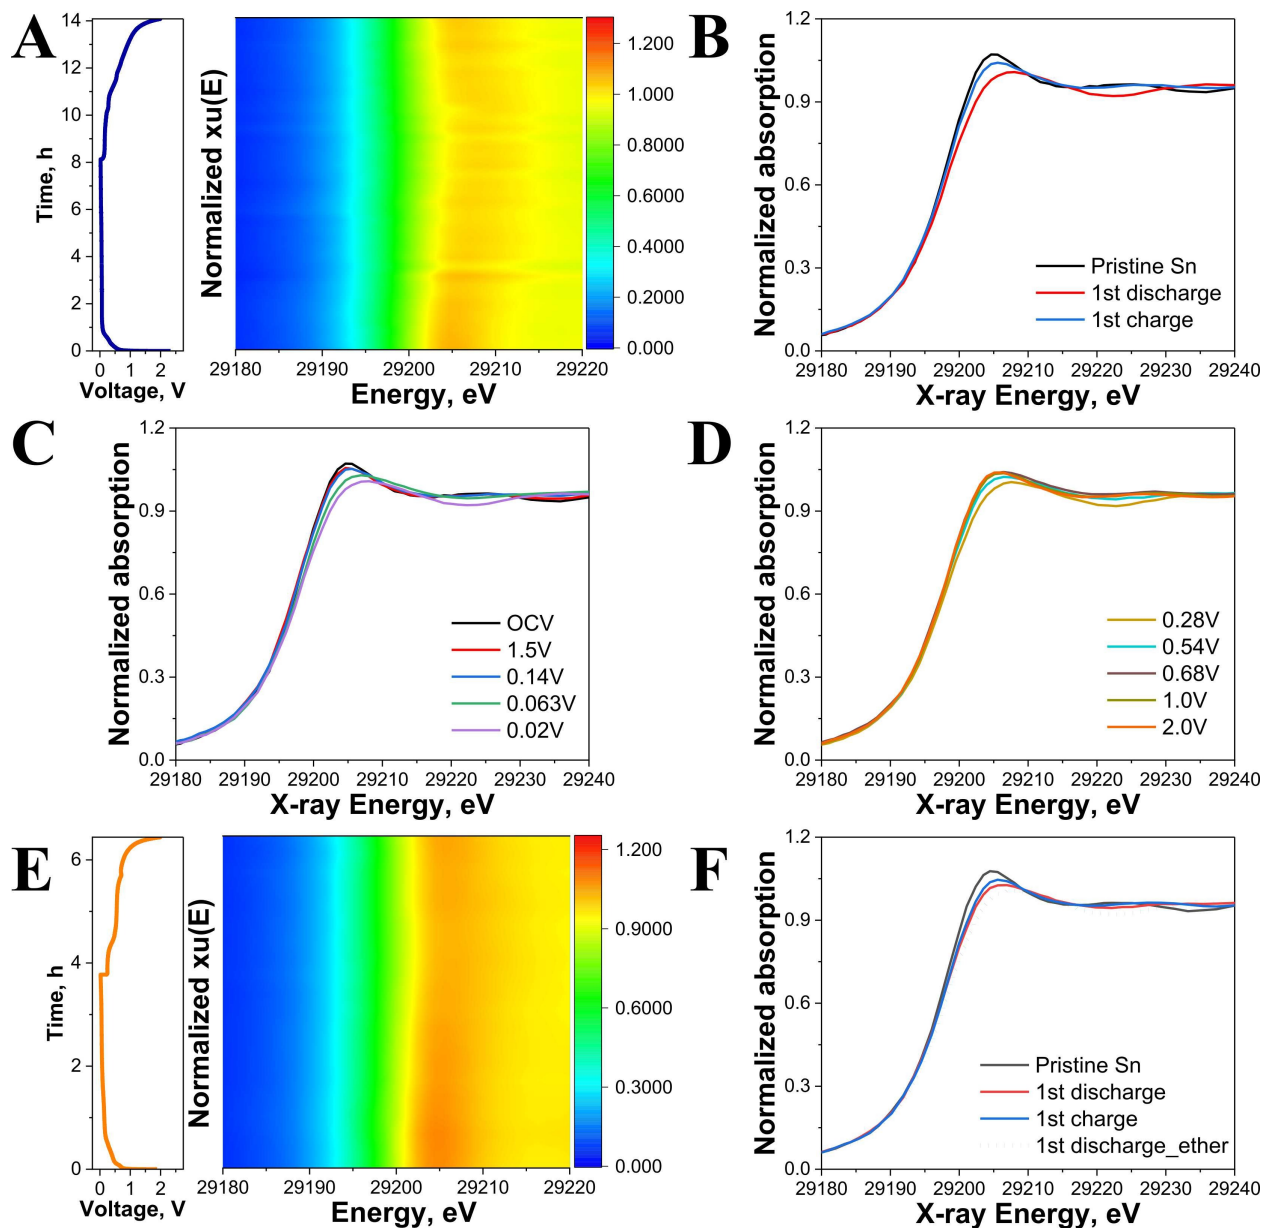 A
14
12
10
8
6
4
2
0
Time, h
0 2
Voltage, V
Normalized xu(E)
29180 29190 29200 29210 29220
Energy, eV
1.200
1.000
0.8000
0.6000
0.4000
0.2000
0.000
B
1.2
0.9
0.6
0.3
0.0
Normalized absorption
Pristine Sn
1st discharge
1st charge
29180 29190 29200 29210 29220 29230 29240
X-ray Energy, eV
C
1.2
0.9
0.6
0.3
0.0
Normalized absorption
OCV
1.5V
0.14V
0.063V
0.02V
29180 29190 29200 29210 29220 29230 29240
X-ray Energy, eV
D
1.2
0.9
0.6
0.3
0.0
Normalized absorption
0.28V
0.54V
0.68V
1.0V
2.0V
29180 29190 29200 29210 29220 29230 29240
X-ray Energy, eV
E
6
4
2
0
Time, h
0 2
Voltage, V
Normalized xu(E)
29180 29190 29200 29210 29220
Energy, eV
1.200
0.9000
0.6000
0.3000
0.000
F
1.2
0.9
0.6
0.3
0.0
Normalized absorption
Pristine Sn
1st discharge
1st charge
1st discharge_ether
29180 29190 29200 29210 29220 29230 29240
X-ray Energy, eV